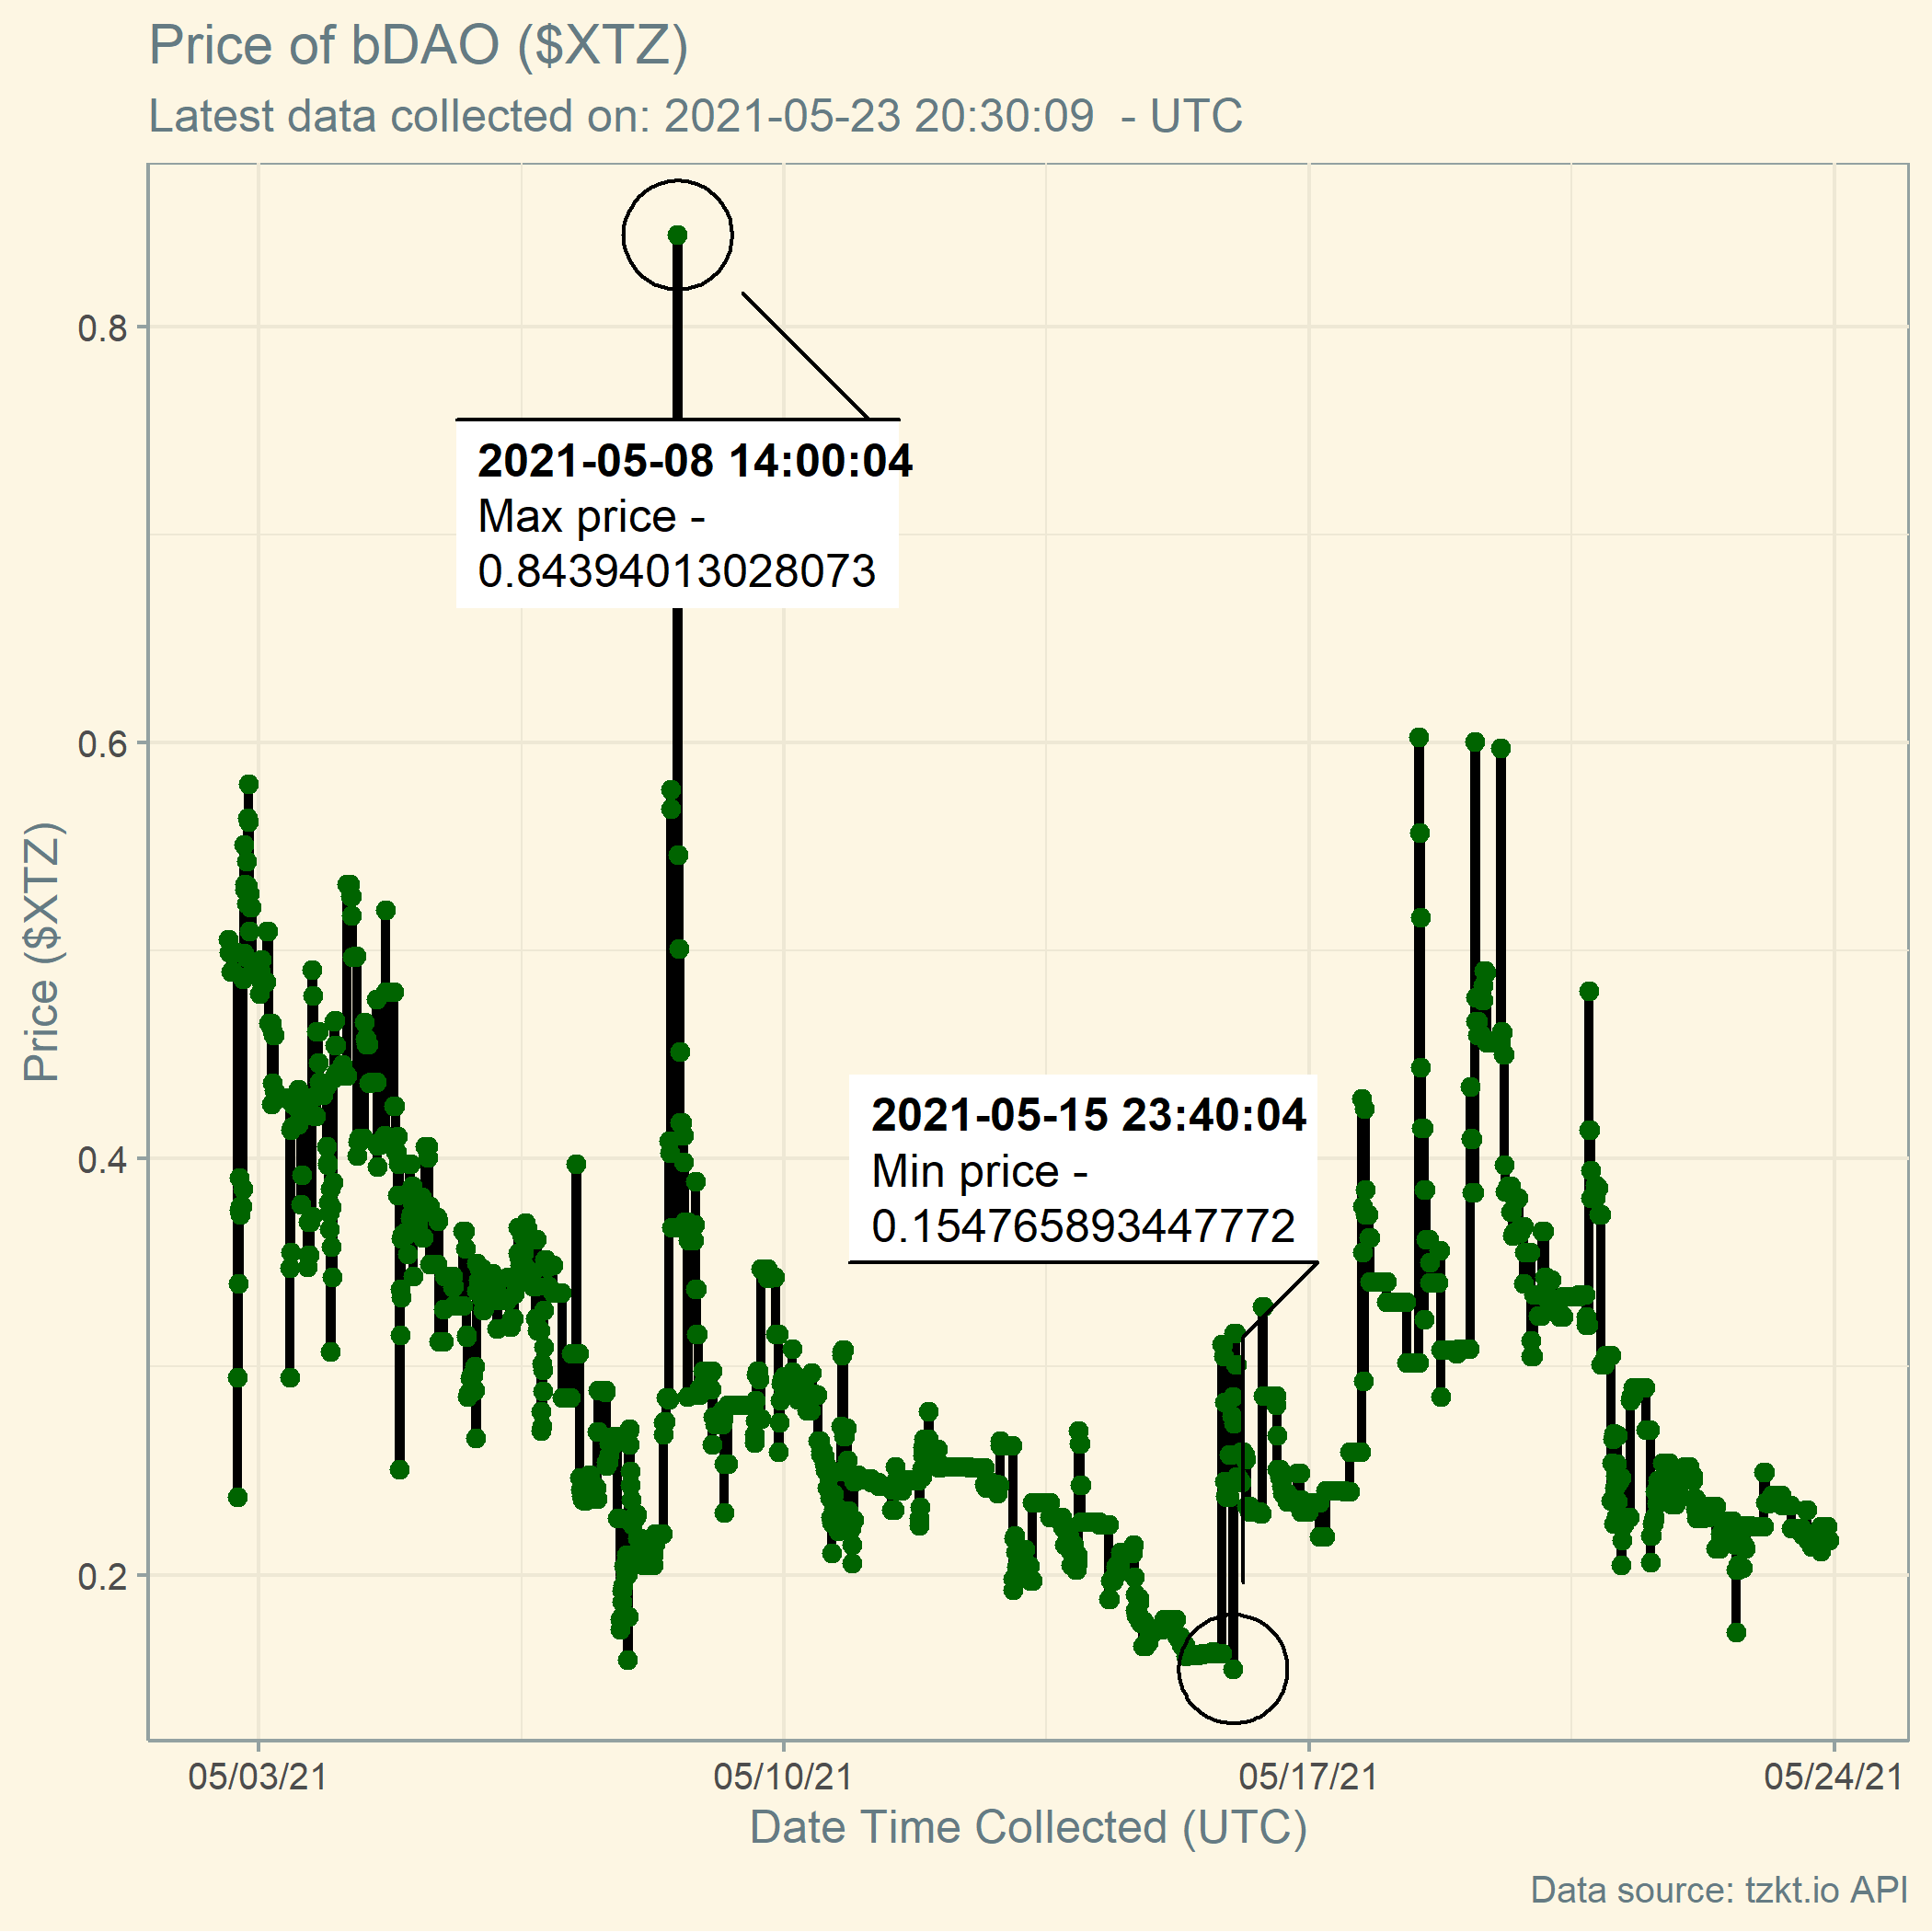 Price of bDAO ($XTZ)
Latest data collected on: 2021-05-23 20:30:09  - UTC
2021-05-08 14:00:04
Max price -
0.84394013028073
2021-05-15 23:40:04
Min price -
0.154765893447772
Price ($XTZ)
0.8
0.6
0.4
0.2
05/03/21
05/10/21
05/17/21
05/24/21
Date Time Collected (UTC)
Data source: tzkt.io API